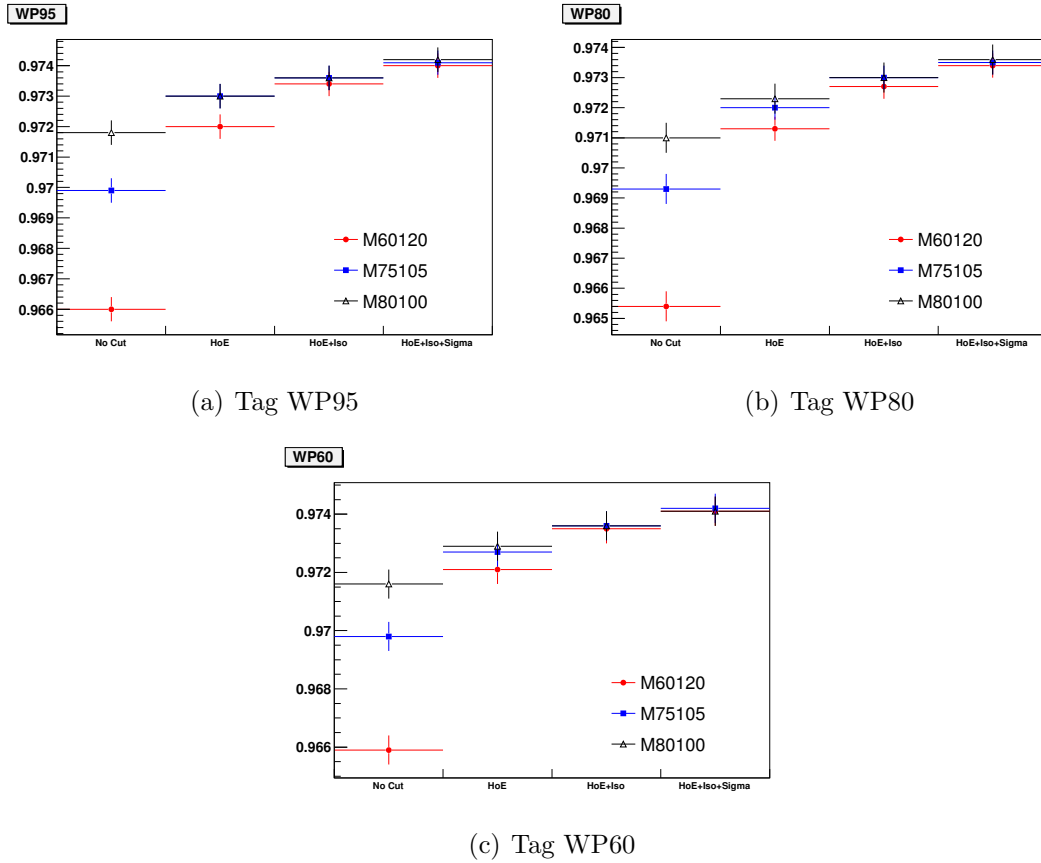 WP95
0.974
0.973
0.972
0.971
0.97
0.969
0.968
0.967
0.966
M60120
M75105
M80100
No Cut HoE HoE+Iso HoE+Iso+Sigma
(a) Tag WP95
WP80
0.974
0.973
0.972
0.971
0.97
0.969
0.968
0.967
0.966
0.965
M60120
M75105
M80100
No Cut HoE HoE+Iso HoE+Iso+Sigma
(b) Tag WP80
WP60
0.974
0.972
0.97
0.968
0.966
M60120
M75105
M80100
No Cut HoE HoE+Iso HoE+Iso+Sigma
(c) Tag WP60